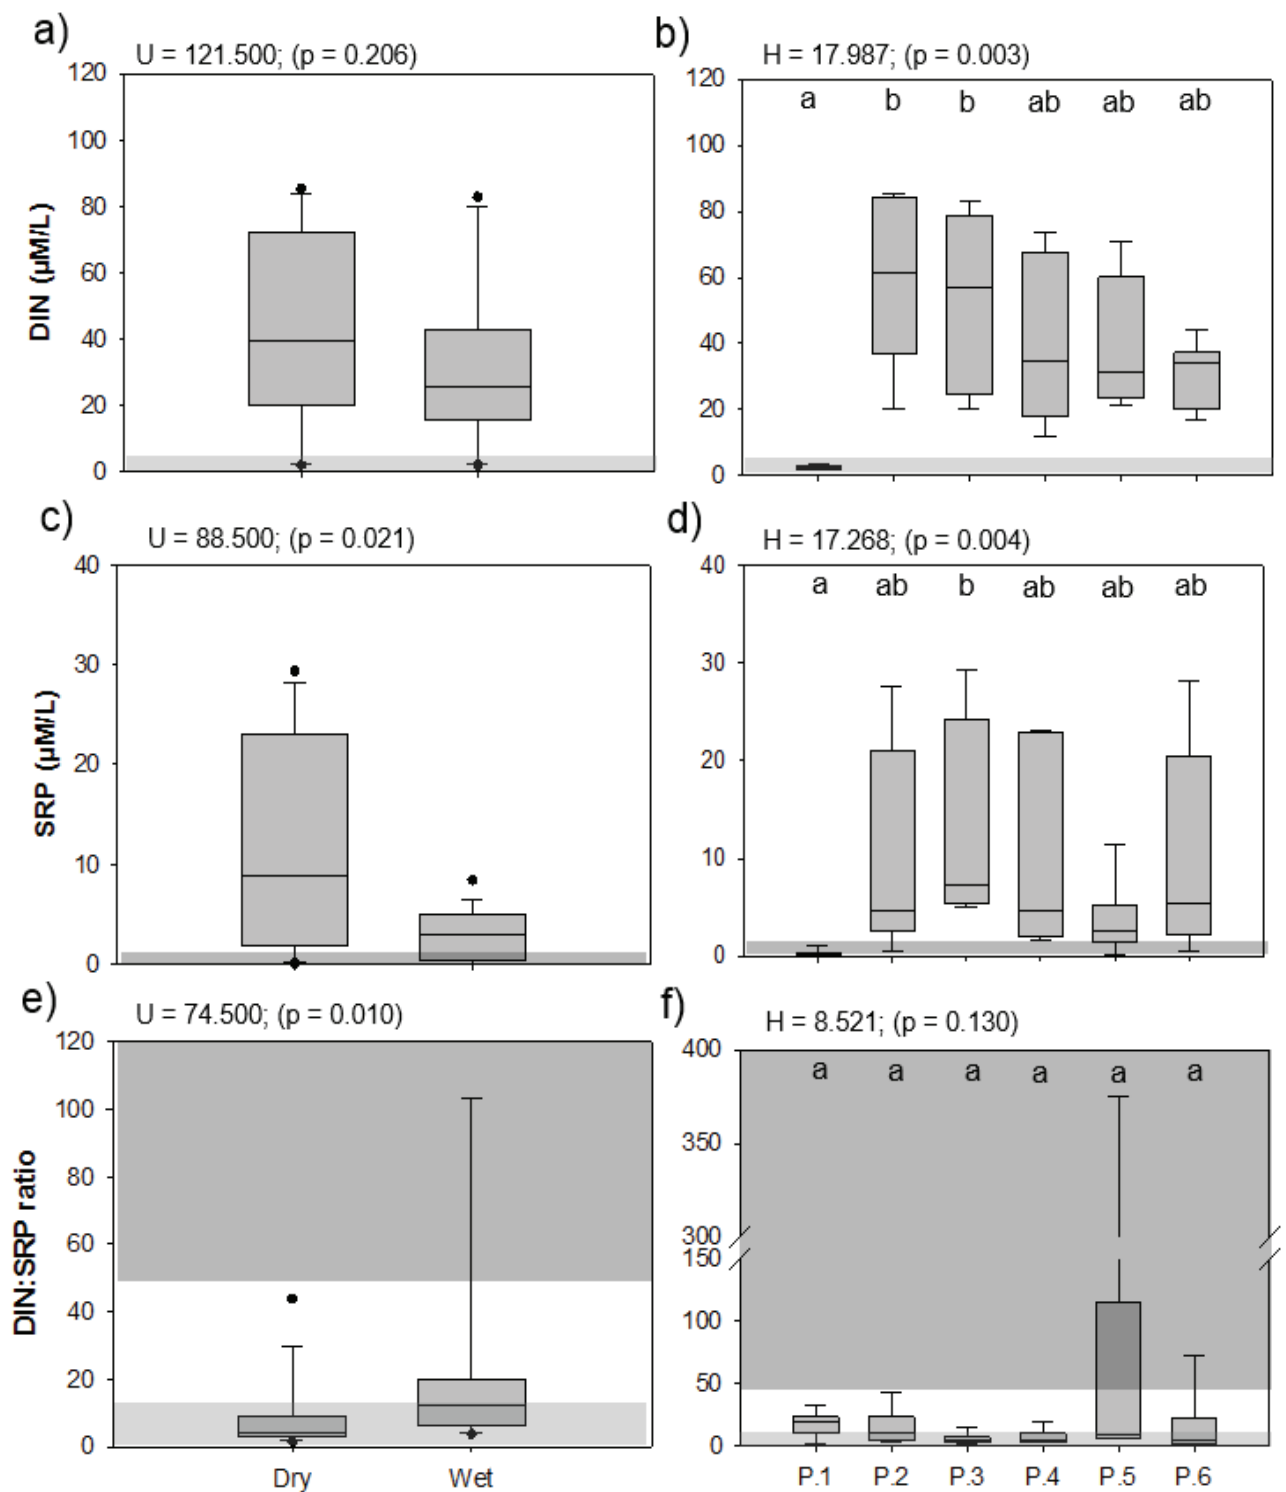 a)
U = 121.500; (p = 0.206)
120
100
80
60
40
20
0
DIN (µM/L)
b)
H = 17.987; (p = 0.003)
a b b ab ab ab
120
100
80
60
40
20
0
c)
U = 88.500; (p = 0.021)
40
30
20
10
0
SRP (µM/L)
d)
H = 17.268; (p = 0.004)
a ab b ab ab ab
40
30
20
10
0
e)
U = 74.500; (p = 0.010)
120
100
80
60
40
20
0
DIN:SRP ratio
Dry Wet
f)
H = 8.521; (p = 0.130)
a a a a a a
400
350
300
150
100
50
0
P.1 P.2 P.3 P.4 P.5 P.6